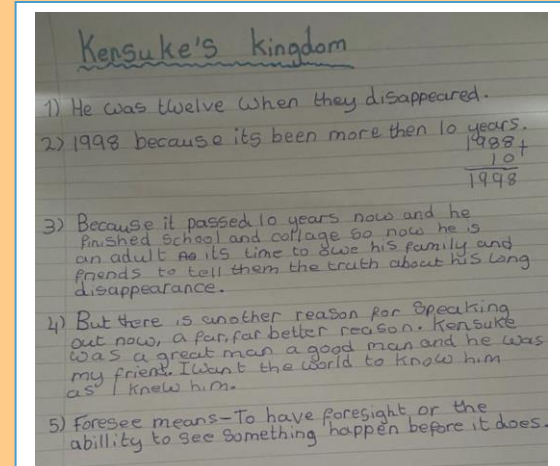 Kensuke's kingdom
1) He was twelve when they disappeared.
2) 1998 because its been more then 10 years.
1988+
10
1998
3) Because it passed 10 years now and he
finished school and collage so now he is
an adult As its time to owe his family and
friends to tell them the truth about his long
disappearance.
4) But there is another reason for speaking
out now, a far, far better reason. Kensuke
was a great man a good man and he was
my friend. I want the world to know him
as I knew him.
5) Foresee means-To have foresight, or the
abillity to see something happen before it does.